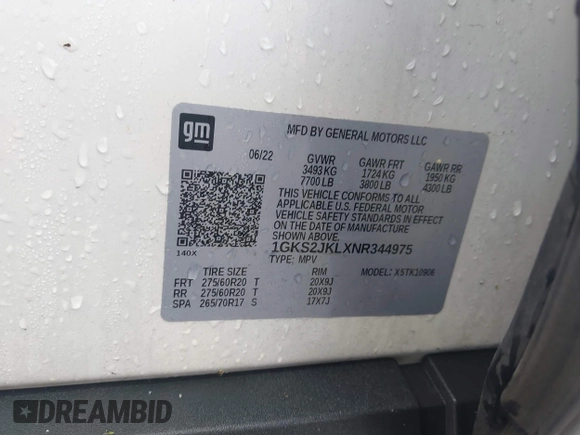 gm
MFD BY GENERAL MOTORS LLC
06/22 GVWR GAWR FRT GAWR RR
3493 KG 1724 KG 1950 KG
7700 LB 3800 LB 4300 LB
THIS VEHICLE CONFORMS TO ALL
APPLICABLE U.S. FEDERAL MOTOR
VEHICLE SAFETY STANDARDS IN EFFECT
ON THE DATE OF MANUFACTURE
SHOWN ABOVE.
140X 1GKS2JKLXNR344975
TYPE: MPV MODEL: X5TK10906
TIRE SIZE RIM
FRT 275/60R20 T 20X9J
RR 275/60R20 T 20X9J
SPA 265/70R17 S 17X7J
DREAMBID